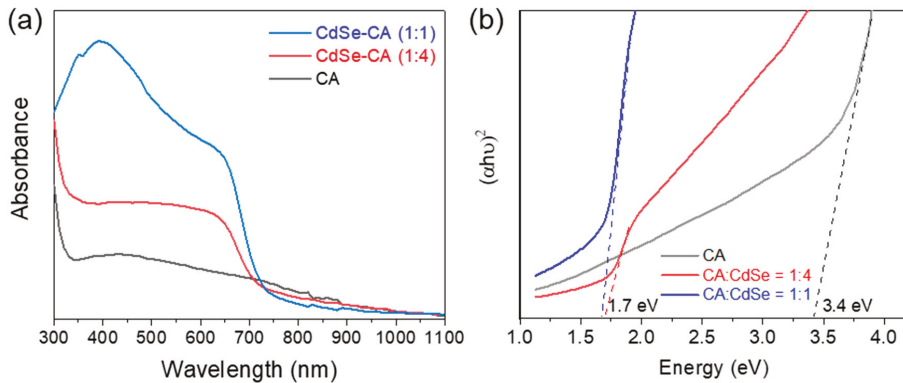 (a)
CdSe-CA (1:1)
CdSe-CA (1:4)
CA
Absorbance
300 400 500 600 700 800 900 1000 1100
Wavelength (nm)
(b)
(αhυ)²
CA
CA:CdSe = 1:4
CA:CdSe = 1:1
1.7 eV
3.4 eV
1.0 1.5 2.0 2.5 3.0 3.5 4.0
Energy (eV)